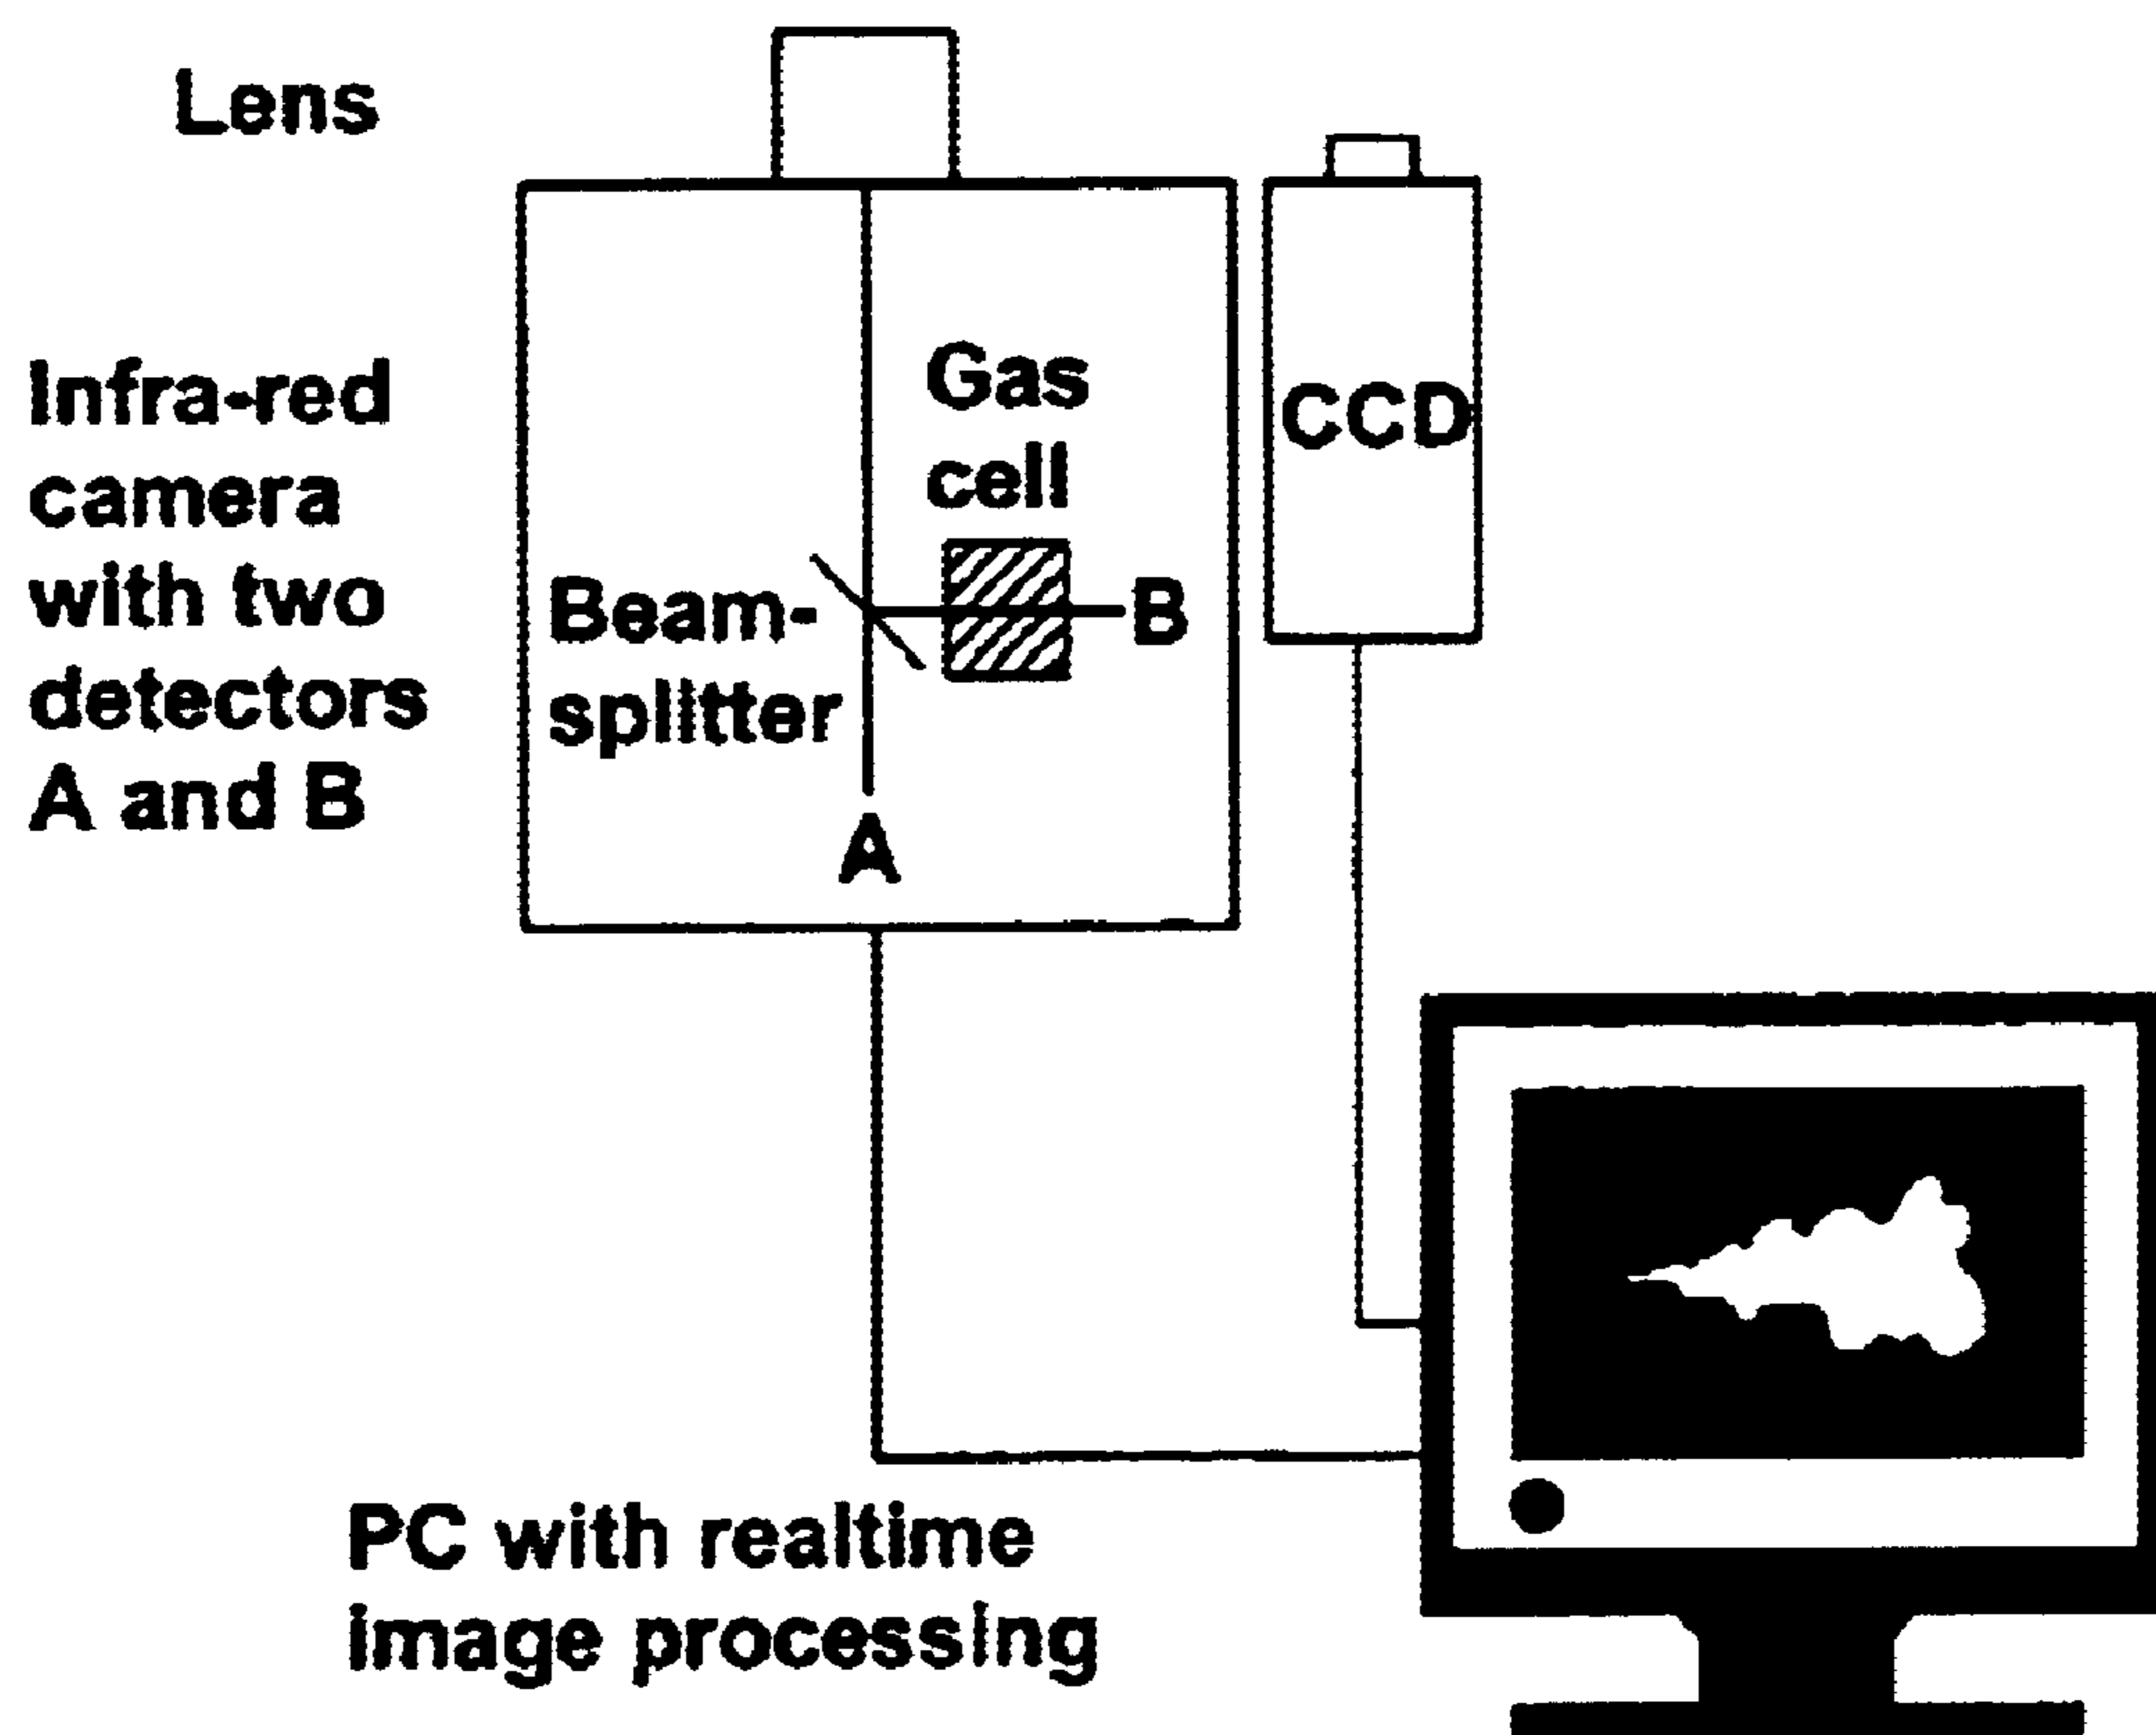 Lens
Infra-red
camera
with two
detectors
A and B
Gas
cell
CCD
Beam-
splitter
B
A
PC with realtime
image processing